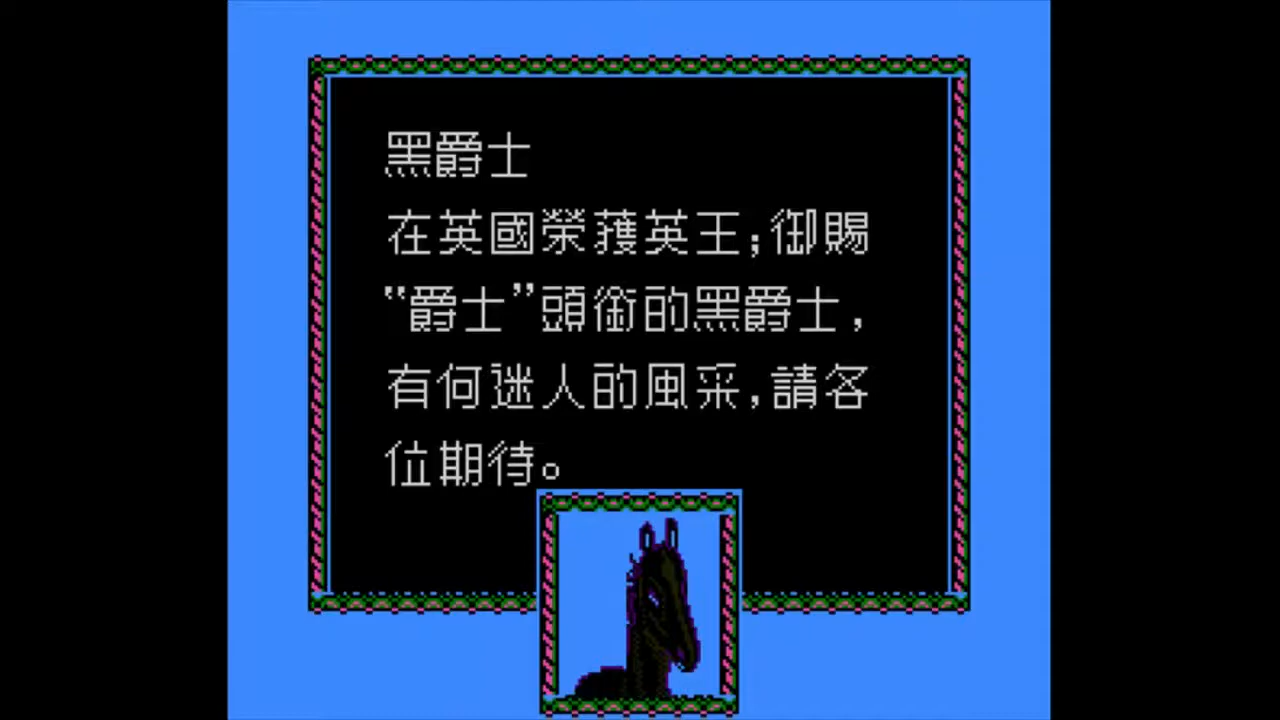 黑爵士
在英國榮獲英王;御賜
“爵士”頭銜的黑爵士,
有何迷人的風采,請各
位期待。